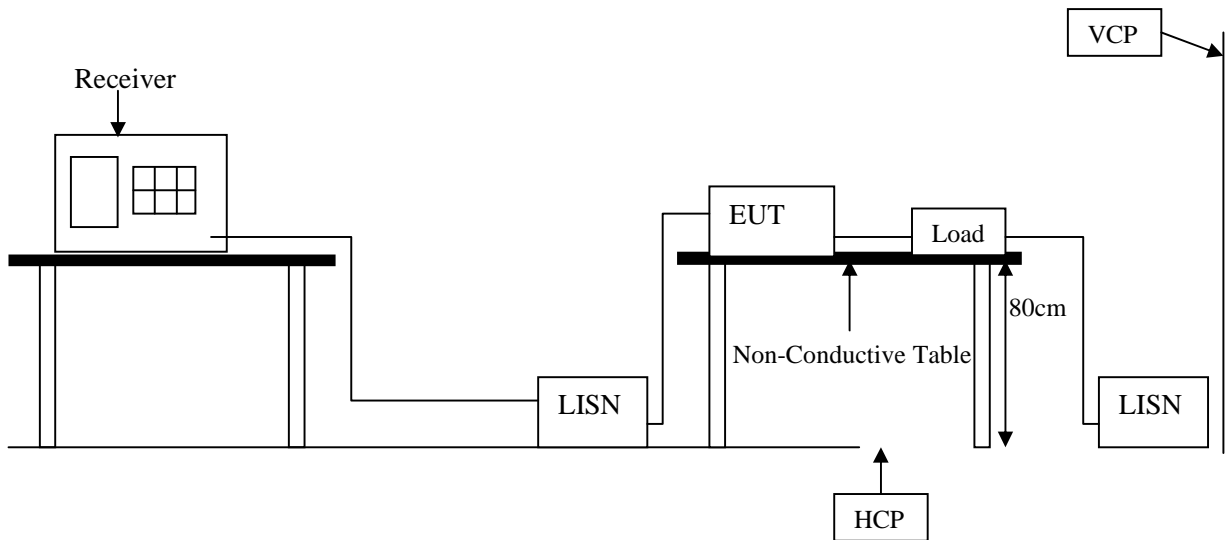 VCP
Receiver
EUT
Load
80cm
Non-Conductive Table
LISN
LISN
HCP